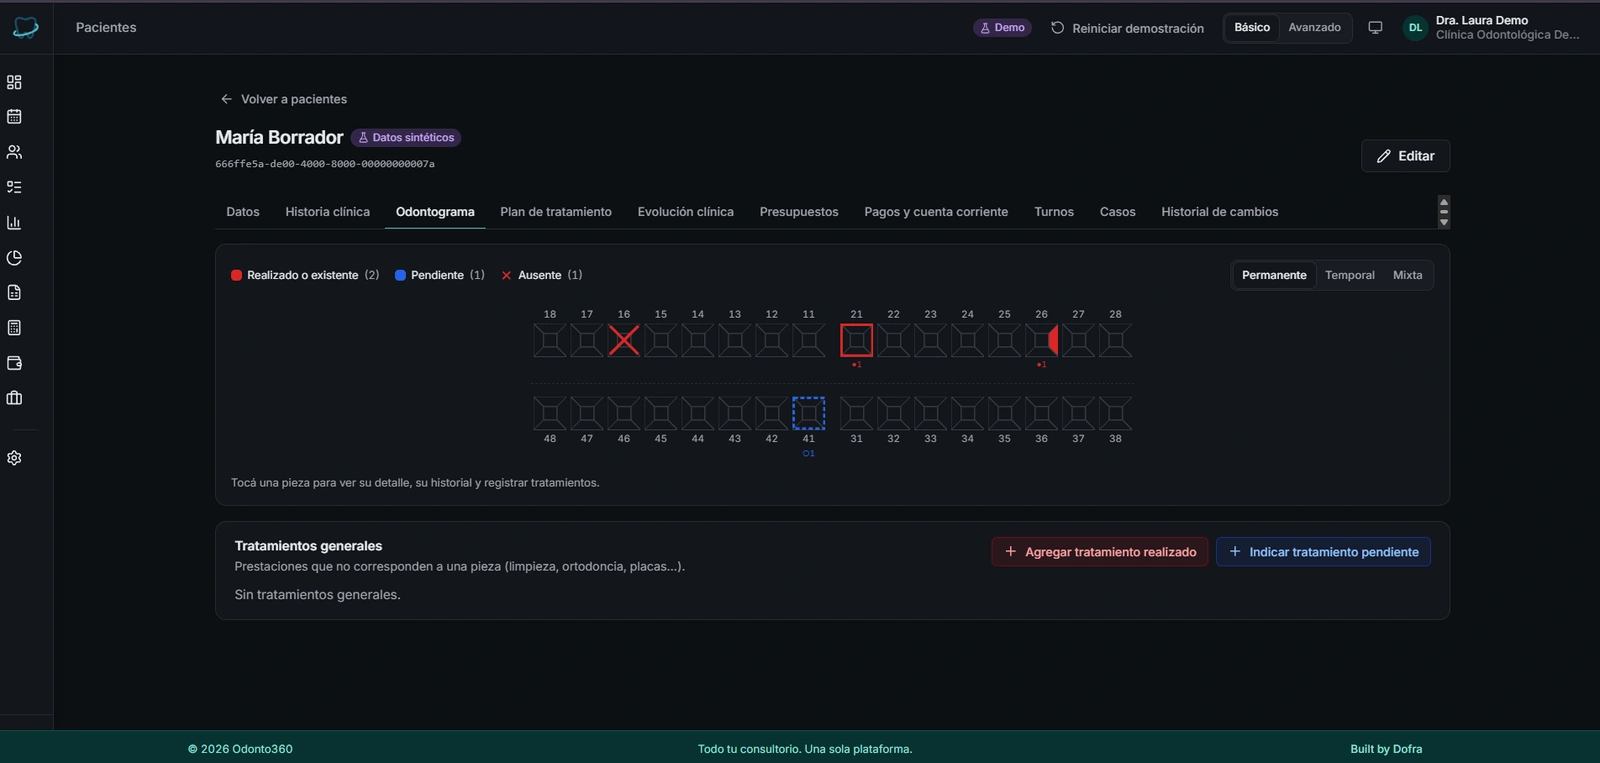 Pacientes
Demo
Reiniciar demostración
Básico
Avanzado
DL
Dra. Laura Demo
Clínica Odontológica De...
Volver a pacientes
María Borrador
Datos sintéticos
666ffe5a-de00-4000-8000-00000000007a
Editar
Datos
Historia clínica
Odontograma
Plan de tratamiento
Evolución clínica
Presupuestos
Pagos y cuenta corriente
Turnos
Casos
Historial de cambios
Realizado o existente (2)
Pendiente (1)
Ausente (1)
Permanente
Temporal
Mixta
18 17 16 15 14 13 12 11 21 22 23 24 25 26 27 28
•1 •1
48 47 46 45 44 43 42 41 31 32 33 34 35 36 37 38
○1
Tocá una pieza para ver su detalle, su historial y registrar tratamientos.
Tratamientos generales
Prestaciones que no corresponden a una pieza (limpieza, ortodoncia, placas...).
+ Agregar tratamiento realizado
+ Indicar tratamiento pendiente
Sin tratamientos generales.
© 2026 Odonto360
Todo tu consultorio. Una sola plataforma.
Built by Dofra